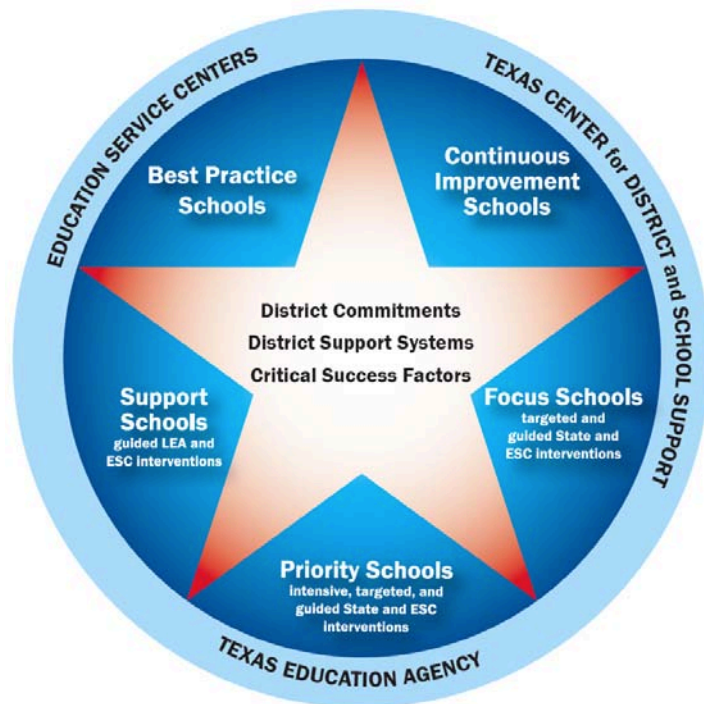 EDUCATION SERVICE CENTERS
TEXAS CENTER for DISTRICT and SCHOOL SUPPORT
Best Practice
Schools
Continuous
Improvement
Schools
District Commitments
District Support Systems
Critical Success Factors
Support
Schools
guided LEA and
ESC interventions
Focus Schools
targeted and
guided State and
ESC interventions
Priority Schools
intensive, targeted, and
guided State and ESC
interventions
TEXAS EDUCATION AGENCY